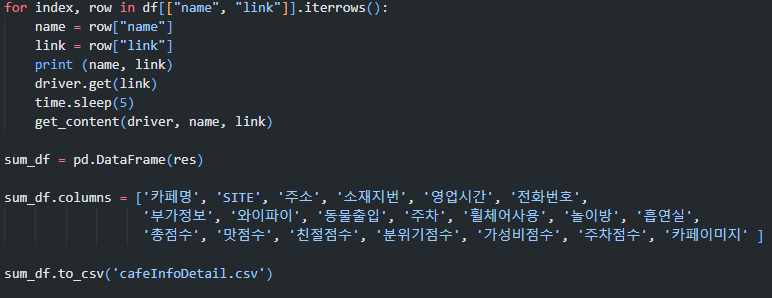 for index, row in df[["name", "link"]].iterrows():
    name = row["name"]
    link = row["link"]
    print (name, link)
    driver.get(link)
    time.sleep(5)
    get_content(driver, name, link)
sum_df = pd.DataFrame(res)
sum_df.columns = ['카페명', 'SITE', '주소', '소재지번', '영업시간', '전화번호',
                '부가정보', '와이파이', '동물출입', '주차', '휠체어사용', '놀이방', '흡연실',
                '총점수', '맛점수', '친절점수', '분위기점수', '가성비점수', '주차점수', '카페이미지' ]
sum_df.to_csv('cafeInfoDetail.csv')